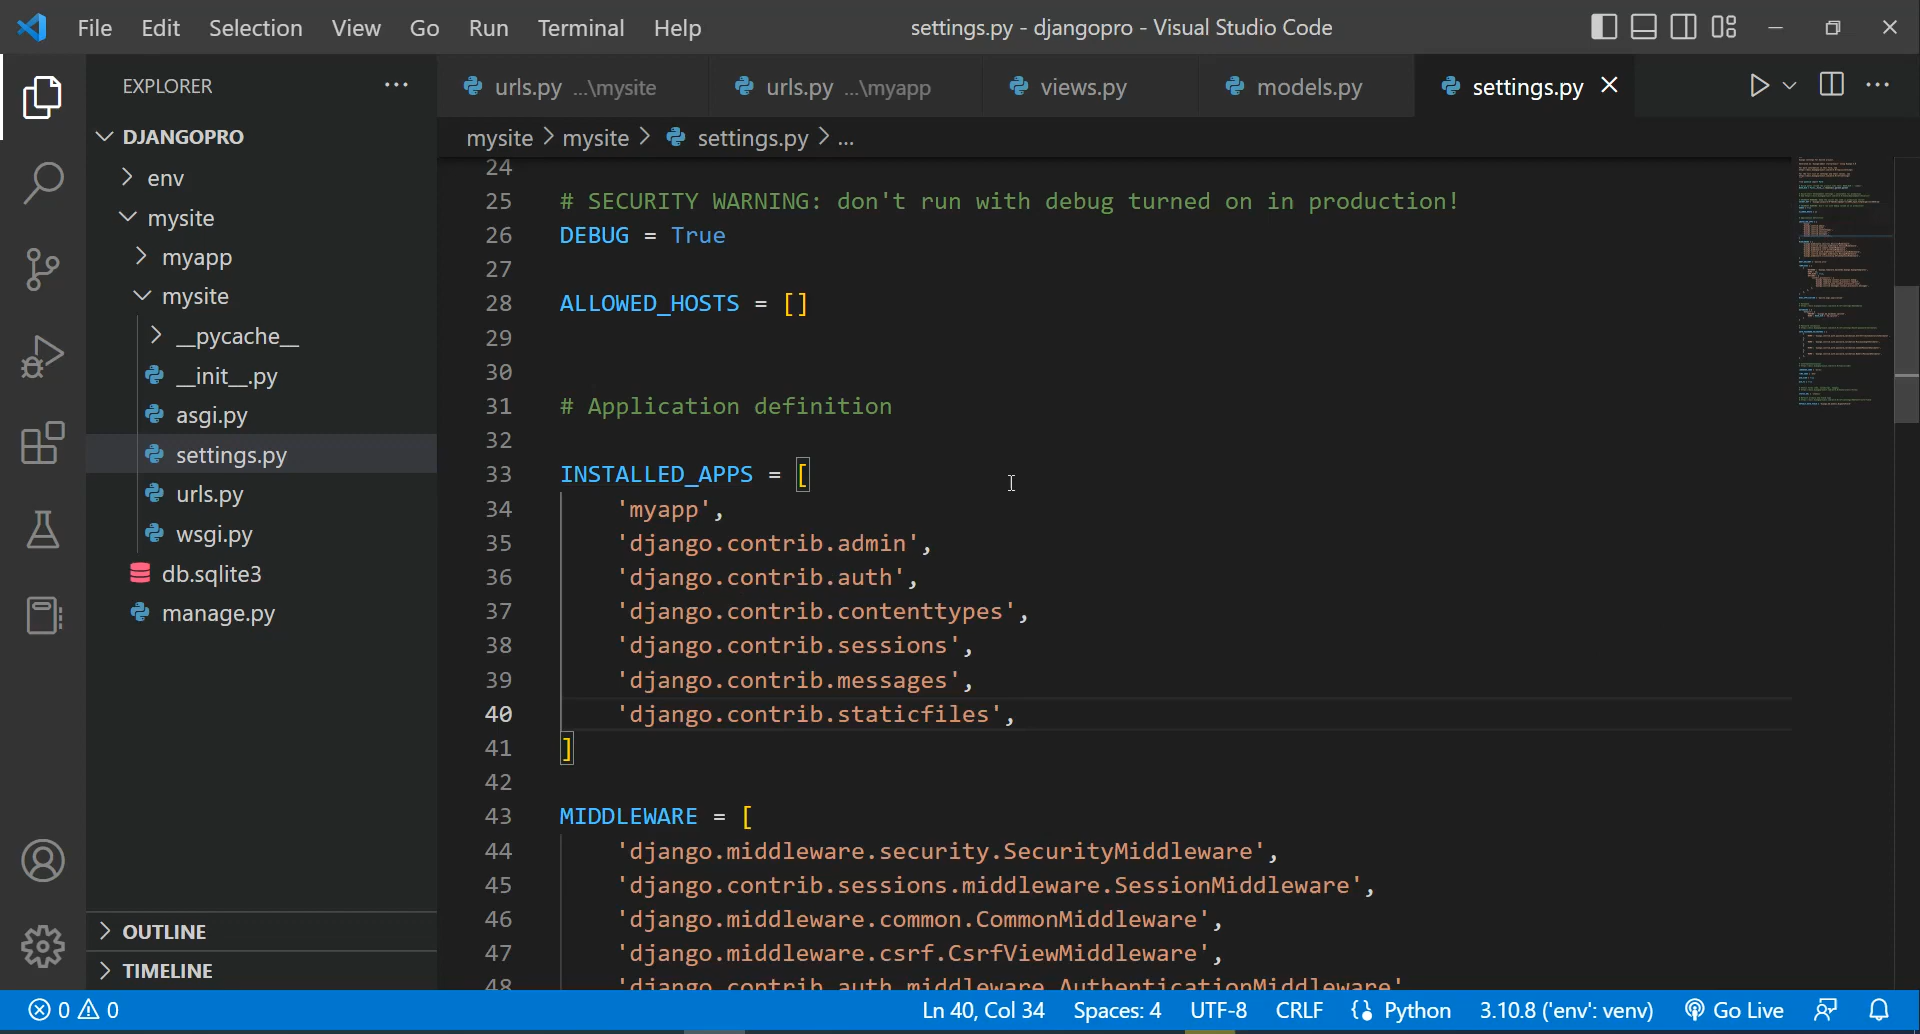 File Edit Selection View Go Run Terminal Help settings.py - djangopro - Visual Studio Code
EXPLORER
DJANGOPRO
env
mysite
myapp
mysite
__pycache__
__init__.py
asgi.py
settings.py
urls.py
wsgi.py
db.sqlite3
manage.py
OUTLINE
TIMELINE
urls.py ...\mysite urls.py ...\myapp views.py models.py settings.py
mysite > mysite > settings.py > ...
24
25 # SECURITY WARNING: don't run with debug turned on in production!
26 DEBUG = True
27
28 ALLOWED_HOSTS = []
29
30
31 # Application definition
32
33 INSTALLED_APPS = [
34 'myapp',
35 'django.contrib.admin',
36 'django.contrib.auth',
37 'django.contrib.contenttypes',
38 'django.contrib.sessions',
39 'django.contrib.messages',
40 'django.contrib.staticfiles',
41 ]
42
43 MIDDLEWARE = [
44 'django.middleware.security.SecurityMiddleware',
45 'django.contrib.sessions.middleware.SessionMiddleware',
46 'django.middleware.common.CommonMiddleware',
47 'django.middleware.csrf.CsrfViewMiddleware',
48 'django.contrib.auth.middleware.AuthenticationMiddleware'
0 0 Ln 40, Col 34 Spaces: 4 UTF-8 CRLF Python 3.10.8 ('env': venv) Go Live